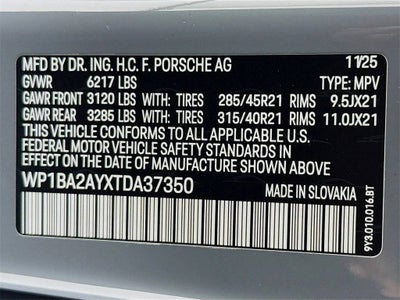 MFD BY DR. ING. H.C. F. PORSCHE AG 11/25
GVWR 6217 LBS TYPE: MPV
GAWR FRONT 3120 LBS WITH: TIRES 285/45R21 RIMS 9.5JX21
GAWR REAR 3285 LBS WITH: TIRES 315/40R21 RIMS 11.0JX21
THIS VEHICLE CONFORMS TO ALL APPLICABLE U.S.
FEDERAL MOTOR VEHICLE SAFETY STANDARDS IN
EFFECT ON THE DATE OF MANUFACTURE SHOWN ABOVE.
WP1BA2AYXTDA37350 MADE IN SLOVAKIA
9Y3.010.016.BT